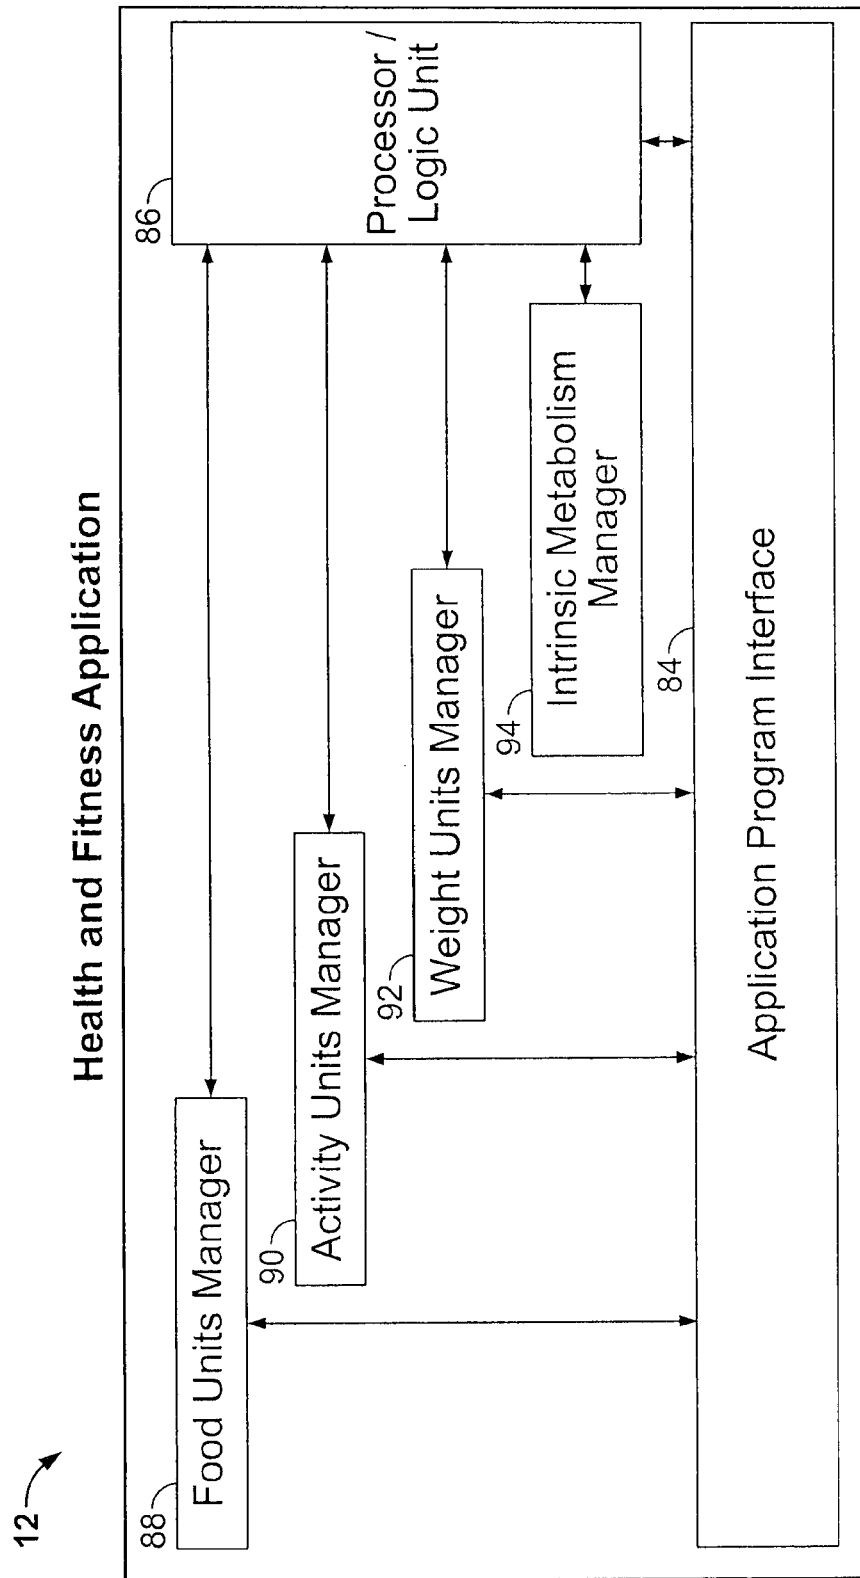 12
Health and Fitness Application
88
Food Units Manager
90
Activity Units Manager
92
Weight Units Manager
94
Intrinsic Metabolism
Manager
86
Processor /
Logic Unit
84
Application Program Interface